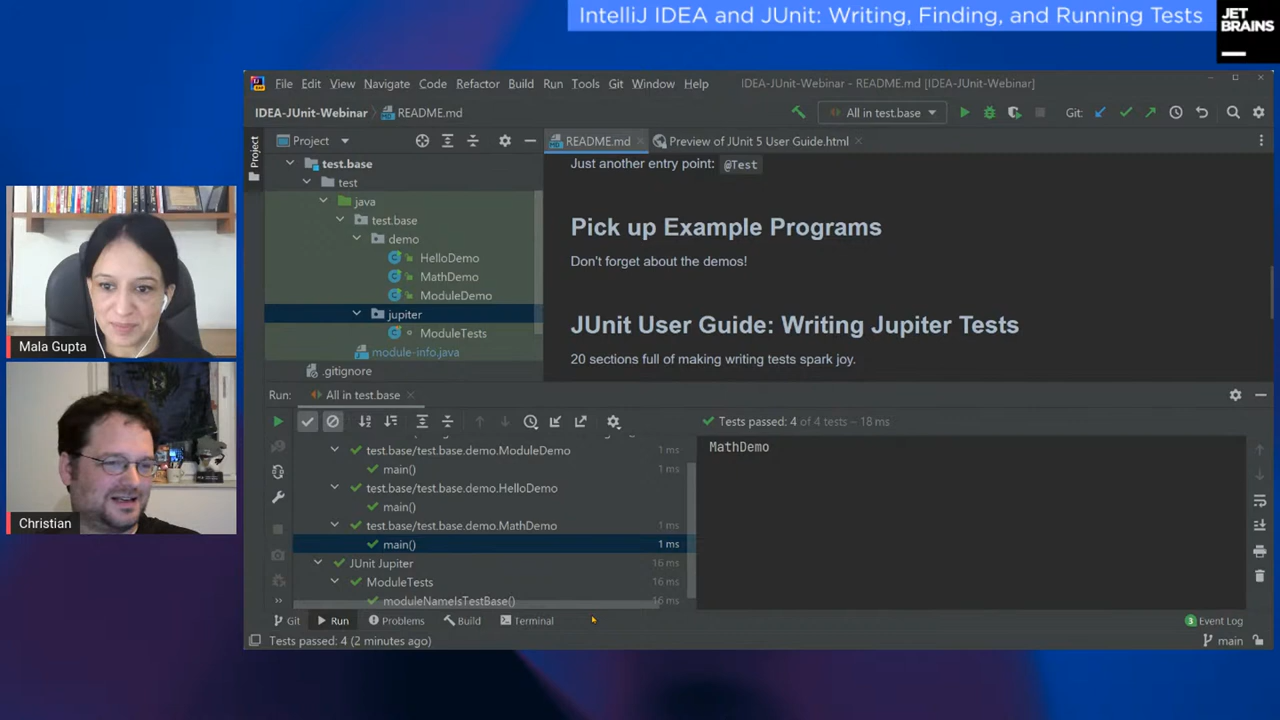 IntelliJ IDEA and JUnit: Writing, Finding, and Running Tests
JET
BRAINS
File Edit View Navigate Code Refactor Build Run Tools Git Window Help
IDEA-JUnit-Webinar - README.md [IDEA-JUnit-Webinar]
IDEA-JUnit-Webinar README.md
All in test.base
Git:
Project
Project
test.base
test
java
test.base
demo
HelloDemo
MathDemo
ModuleDemo
jupiter
ModuleTests
module-info.java
.gitignore
README.md
Preview of JUnit 5 User Guide.html
Just another entry point: @Test
Pick up Example Programs
Don't forget about the demos!
JUnit User Guide: Writing Jupiter Tests
20 sections full of making writing tests spark joy.
Mala Gupta
Christian
Run: All in test.base
Tests passed: 4 of 4 tests – 18 ms
test.base/test.base.demo.ModuleDemo 1 ms
main() 1 ms
test.base/test.base.demo.HelloDemo
main()
test.base/test.base.demo.MathDemo 1 ms
main() 1 ms
JUnit Jupiter 16 ms
ModuleTests 16 ms
moduleNameIsTestBase() 16 ms
MathDemo
Git Run Problems Build Terminal
3 Event Log
Tests passed: 4 (2 minutes ago)
main